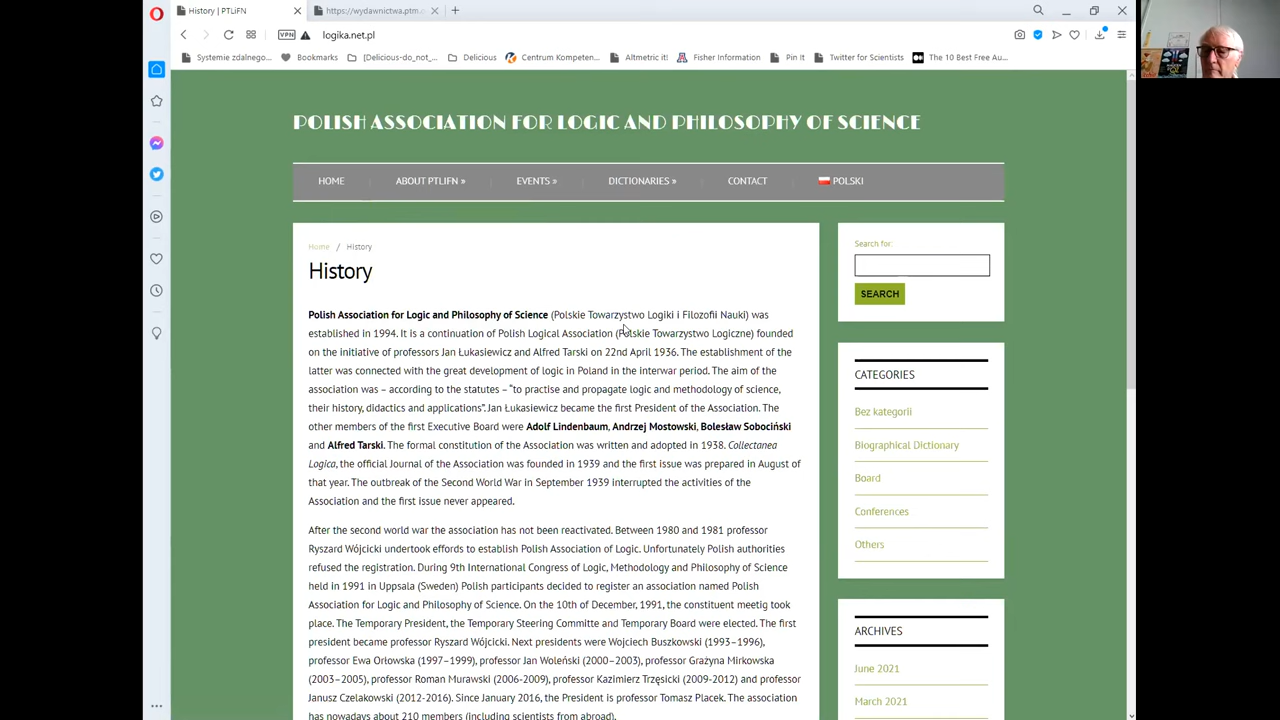 History | PTLiFN
https://wydawnictwa.ptm.
VPN
logika.net.pl
Systemie zdalnego...
Bookmarks
[Delicious-do_not_...
Delicious
Centrum Kompeten...
Altmetric it!
Fisher Information
Pin It
Twitter for Scientists
The 10 Best Free Au...
POLISH ASSOCIATION FOR LOGIC AND PHILOSOPHY OF SCIENCE
HOME
ABOUT PTLIFN »
EVENTS »
DICTIONARIES »
CONTACT
POLSKI
Home / History
History
Polish Association for Logic and Philosophy of Science (Polskie Towarzystwo Logiki i Filozofii Nauki) was
established in 1994. It is a continuation of Polish Logical Association (Polskie Towarzystwo Logiczne) founded
on the initiative of professors Jan Łukasiewicz and Alfred Tarski on 22nd April 1936. The establishment of the
latter was connected with the great development of logic in Poland in the interwar period. The aim of the
association was – according to the statutes – “to practise and propagate logic and methodology of science,
their history, didactics and applications”. Jan Łukasiewicz became the first President of the Association. The
other members of the first Executive Board were Adolf Lindenbaum, Andrzej Mostowski, Bolesław Sobociński
and Alfred Tarski. The formal constitution of the Association was written and adopted in 1938. Collectanea
Logica, the official Journal of the Association was founded in 1939 and the first issue was prepared in August of
that year. The outbreak of the Second World War in September 1939 interrupted the activities of the
Association and the first issue never appeared.
After the second world war the association has not been reactivated. Between 1980 and 1981 professor
Ryszard Wójcicki undertook efforts to establish Polish Association of Logic. Unfortunately Polish authorities
refused the registration. During 9th International Congress of Logic, Methodology and Philosophy of Science
held in 1991 in Uppsala (Sweden) Polish participants decided to register an association named Polish
Association for Logic and Philosophy of Science. On the 10th of December, 1991, the constituent meetig took
place. The Temporary President, the Temporary Steering Committe and Temporary Board were elected. The first
president became professor Ryszard Wójcicki. Next presidents were Wojciech Buszkowski (1993–1996),
professor Ewa Orłowska (1997–1999), professor Jan Woleński (2000–2003), professor Grażyna Mirkowska
(2003–2005), professor Roman Murawski (2006-2009), professor Kazimierz Trzęsicki (2009-2012) and professor
Janusz Czelakowski (2012-2016). Since January 2016, the President is professor Tomasz Placek. The association
has nowadays about 210 members (including scientists from abroad).
Search for:
SEARCH
CATEGORIES
Bez kategorii
Biographical Dictionary
Board
Conferences
Others
ARCHIVES
June 2021
March 2021